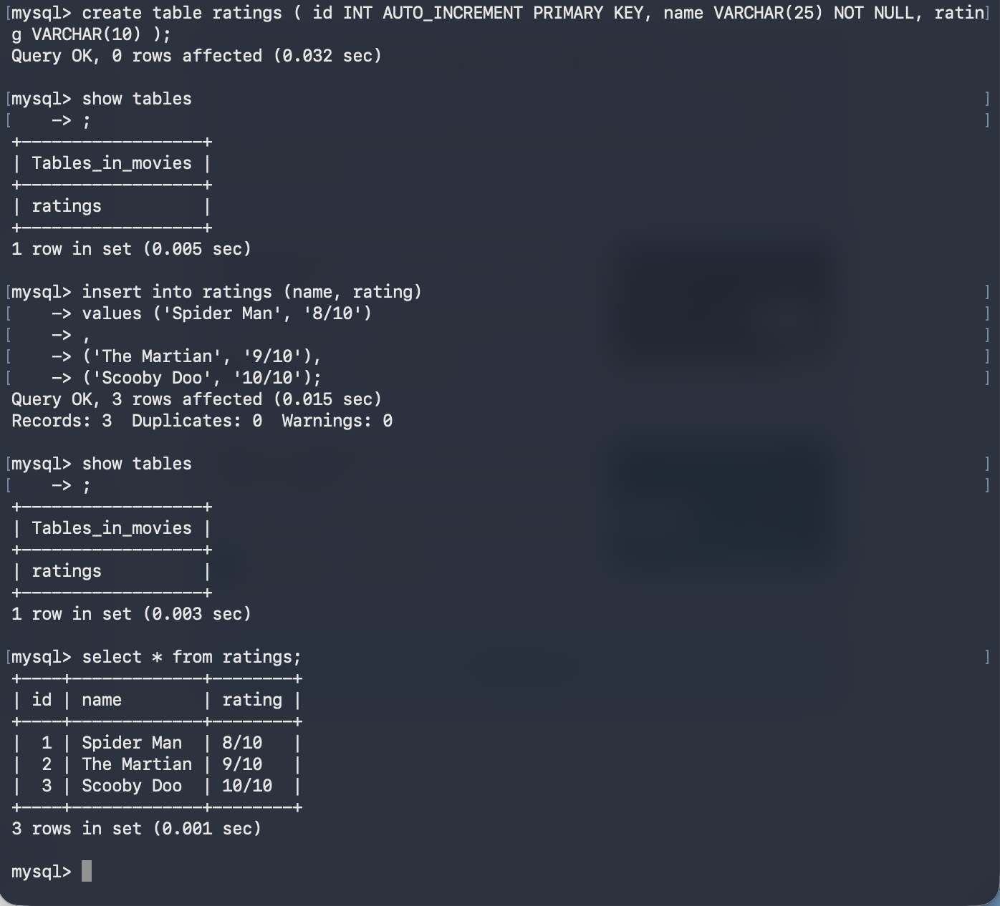 [mysql> create table ratings ( id INT AUTO_INCREMENT PRIMARY KEY, name VARCHAR(25) NOT NULL, ratin]
g VARCHAR(10) );
Query OK, 0 rows affected (0.032 sec)
[mysql> show tables ]
[    -> ; ]
+------------------+
| Tables_in_movies |
+------------------+
| ratings          |
+------------------+
1 row in set (0.005 sec)
[mysql> insert into ratings (name, rating) ]
[    -> values ('Spider Man', '8/10') ]
[    -> , ]
[    -> ('The Martian', '9/10'), ]
[    -> ('Scooby Doo', '10/10'); ]
Query OK, 3 rows affected (0.015 sec)
Records: 3  Duplicates: 0  Warnings: 0
[mysql> show tables ]
[    -> ; ]
+------------------+
| Tables_in_movies |
+------------------+
| ratings          |
+------------------+
1 row in set (0.003 sec)
[mysql> select * from ratings; ]
+----+-------------+--------+
| id | name        | rating |
+----+-------------+--------+
|  1 | Spider Man  | 8/10   |
|  2 | The Martian | 9/10   |
|  3 | Scooby Doo  | 10/10  |
+----+-------------+--------+
3 rows in set (0.001 sec)
mysql>